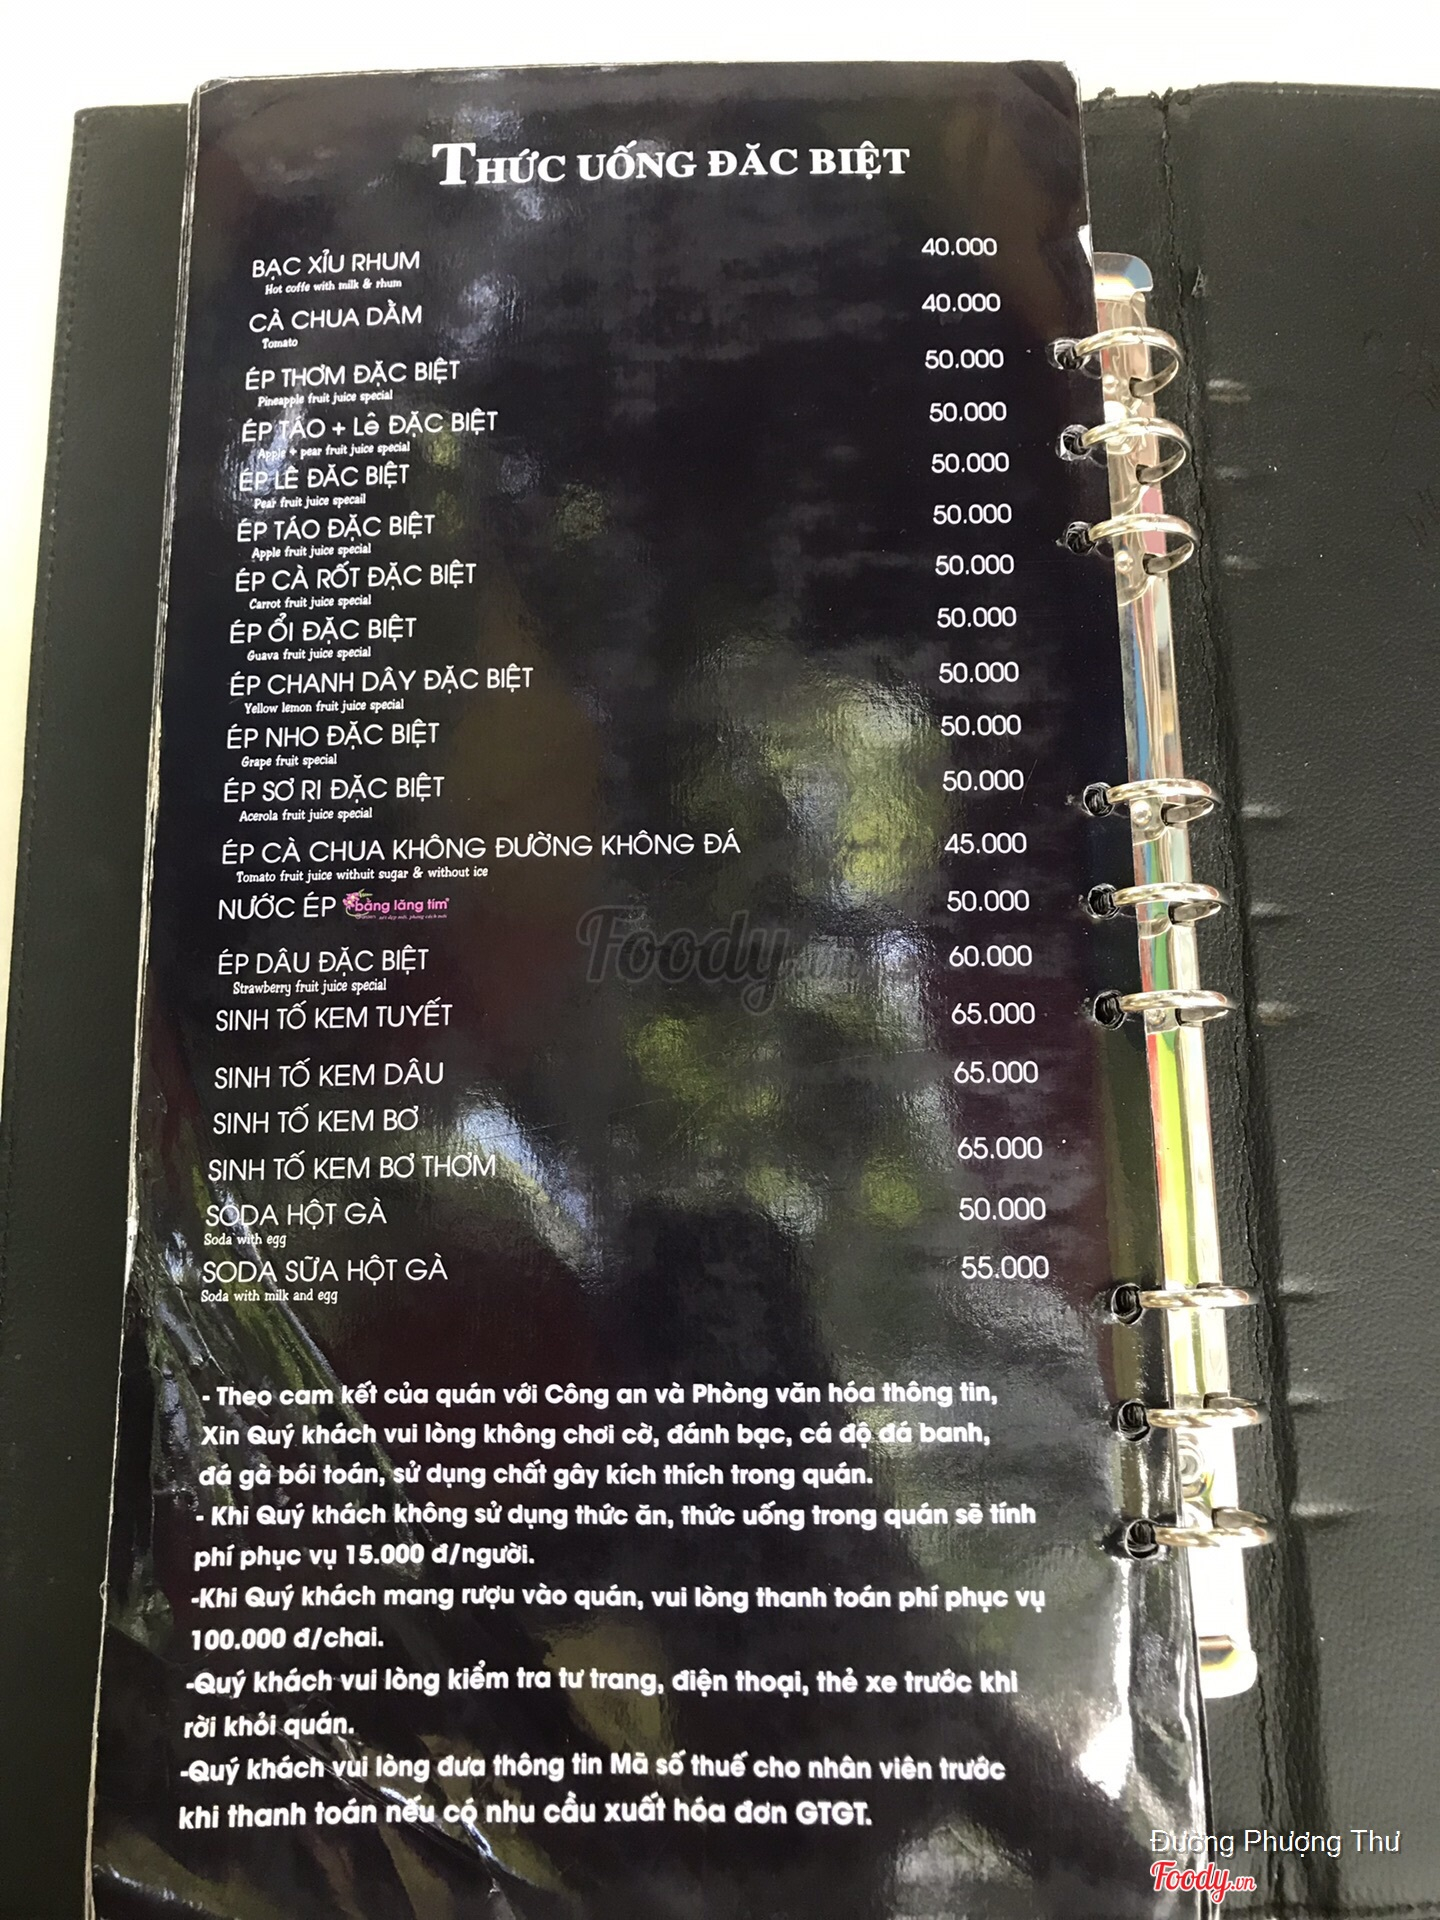 THỨC UỐNG ĐẶC BIỆT
BẠC XỈU RHUM 40.000
Hot coffe with milk & rhum
CÀ CHUA DẰM 40.000
Tomato
ÉP THƠM ĐẶC BIỆT 50.000
Pineapple fruit juice special
ÉP TÁO + Lê ĐẶC BIỆT 50.000
Apple + pear fruit juice special
ÉP LÊ ĐẶC BIỆT 50.000
Pear fruit juice specail
ÉP TÁO ĐẶC BIỆT 50.000
Apple fruit juice special
ÉP CÀ RỐT ĐẶC BIỆT 50.000
Carrot fruit juice special
ÉP ỔI ĐẶC BIỆT 50.000
Guava fruit juice special
ÉP CHANH DÂY ĐẶC BIỆT 50.000
Yellow lemon fruit juice special
ÉP NHO ĐẶC BIỆT 50.000
Grape fruit special
ÉP SƠ RI ĐẶC BIỆT 50.000
Acerola fruit juice special
ÉP CÀ CHUA KHÔNG ĐƯỜNG KHÔNG ĐÁ 45.000
Tomato fruit juice withuit sugar & without ice
NƯỚC ÉP bằng lăng tím 50.000
ÉP DÂU ĐẶC BIỆT 60.000
Strawberry fruit juice special
SINH TỐ KEM TUYẾT 65.000
SINH TỐ KEM DÂU 65.000
SINH TỐ KEM BƠ
65.000
SINH TỐ KEM BƠ THƠM
SODA HỘT GÀ 50.000
Soda with egg
SODA SỮA HỘT GÀ 55.000
Soda with milk and egg
- Theo cam kết của quán với Công an và Phòng văn hóa thông tin,
Xin Quý khách vui lòng không chơi cờ, đánh bạc, cá độ đá banh,
đá gà bói toán, sử dụng chất gây kích thích trong quán.
- Khi Quý khách không sử dụng thức ăn, thức uống trong quán sẽ tính
phí phục vụ 15.000 đ/người.
-Khi Quý khách mang rượu vào quán, vui lòng thanh toán phí phục vụ
100.000 đ/chai.
-Quý khách vui lòng kiểm tra tư trang, điện thoại, thẻ xe trước khi
rời khỏi quán.
-Quý khách vui lòng đưa thông tin Mã số thuế cho nhân viên trước
khi thanh toán nếu có nhu cầu xuất hóa đơn GTGT.
Foody.vn
Đường Phượng Thư
Foody.vn